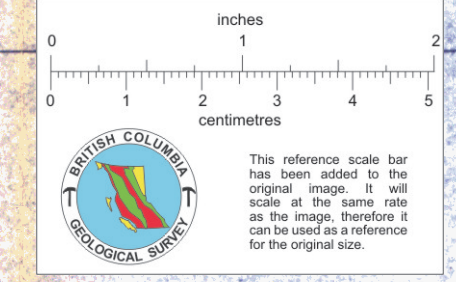 inches
0 1 2
0 1 2 3 4 5
centimetres
BRITISH COLUMBIA
GEOLOGICAL SURVEY
This reference scale bar
has been added to the
original image. It will
scale at the same rate
as the image, therefore it
can be used as a reference
for the original size.